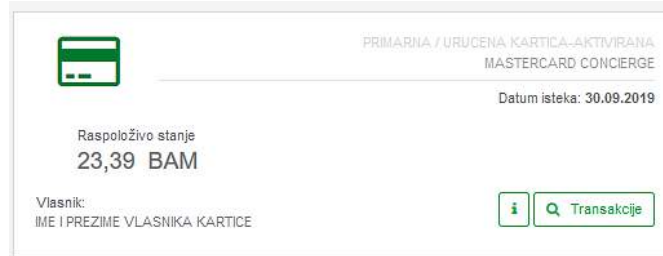 PRIMARNA / URUCENA KARTICA-AKTIVIRANA
MASTERCARD CONCIERGE
Datum isteka: 30.09.2019
Raspoloživo stanje
23,39 BAM
Vlasnik:
IME I PREZIME VLASNIKA KARTICE
i
Transakcije